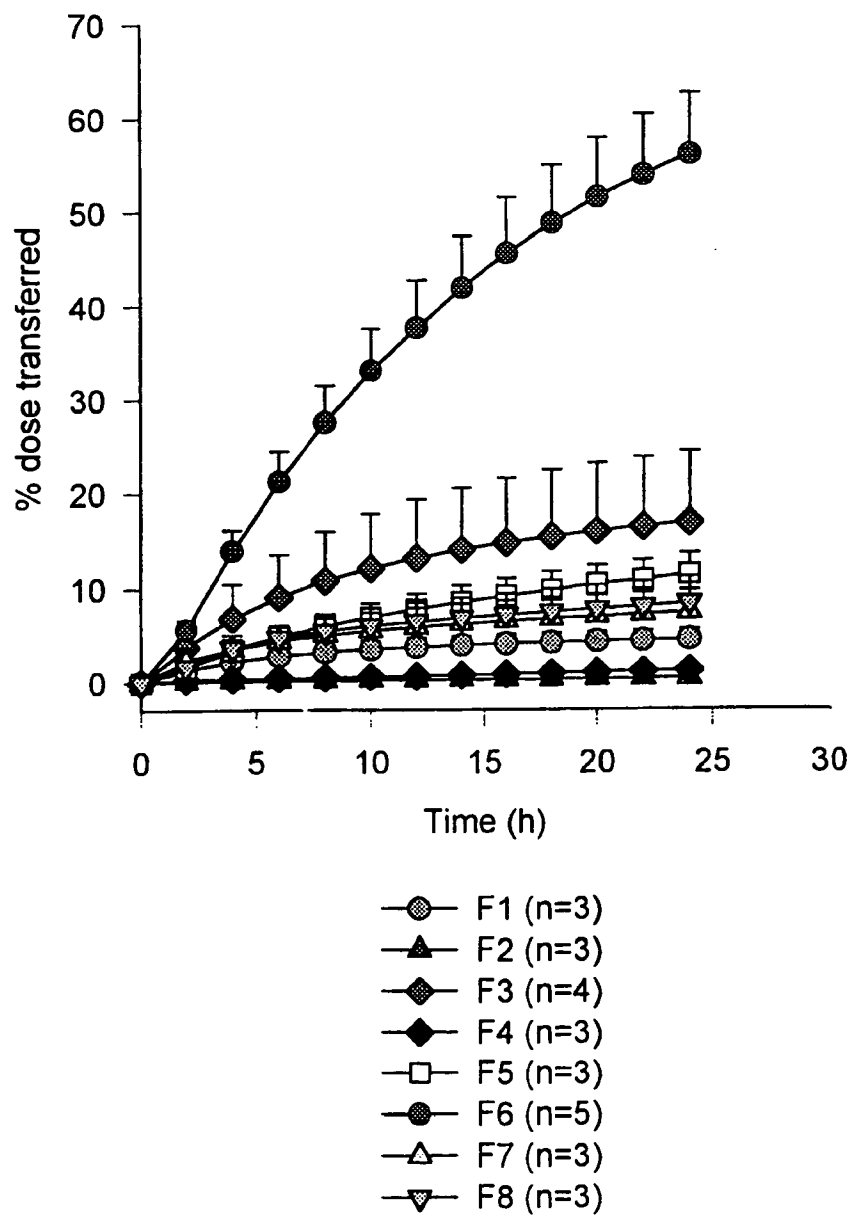 70
60
50
40
30
20
10
0
% dose transferred
0 5 10 15 20 25 30
Time (h)
F1 (n=3)
F2 (n=3)
F3 (n=4)
F4 (n=3)
F5 (n=3)
F6 (n=5)
F7 (n=3)
F8 (n=3)